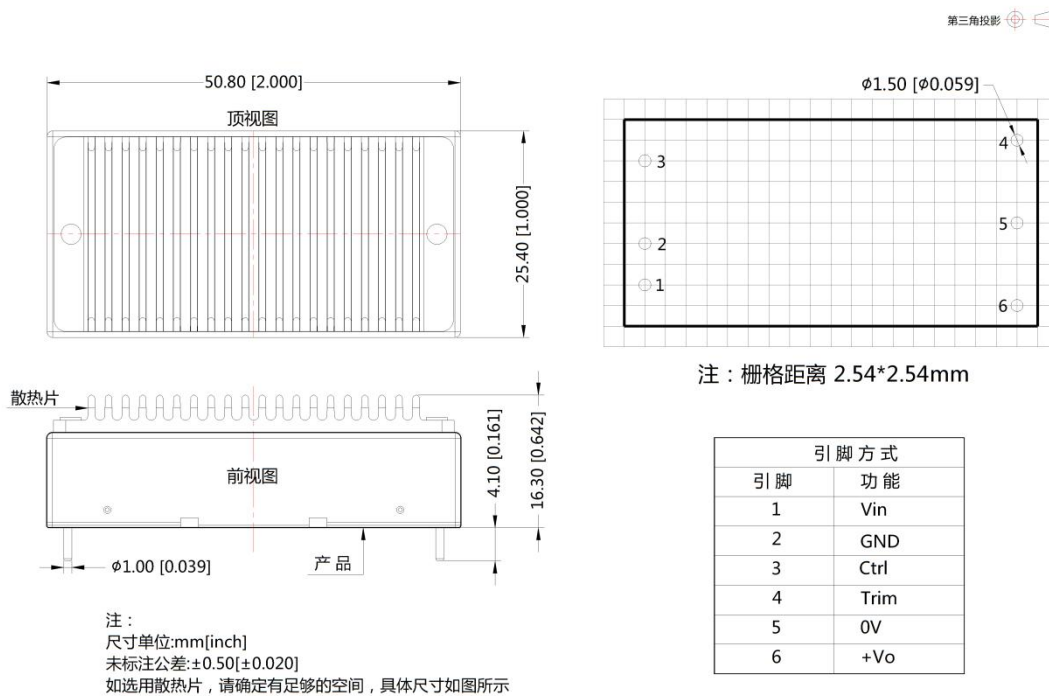 第三角投影
50.80 [2.000]
顶视图
25.40 [1.000]
ϕ1.50 [ϕ0.059]
4
3
5
2
1
6
注：栅格距离 2.54*2.54mm
散热片
前视图
4.10 [0.161]
16.30 [0.642]
ϕ1.00 [0.039]
产 品
引 脚 方 式
引 脚 功 能
1 Vin
2 GND
3 Ctrl
4 Trim
5 0V
6 +Vo
注：
尺寸单位:mm[inch]
未标注公差:±0.50[±0.020]
如选用散热片，请确定有足够的空间，具体尺寸如图所示